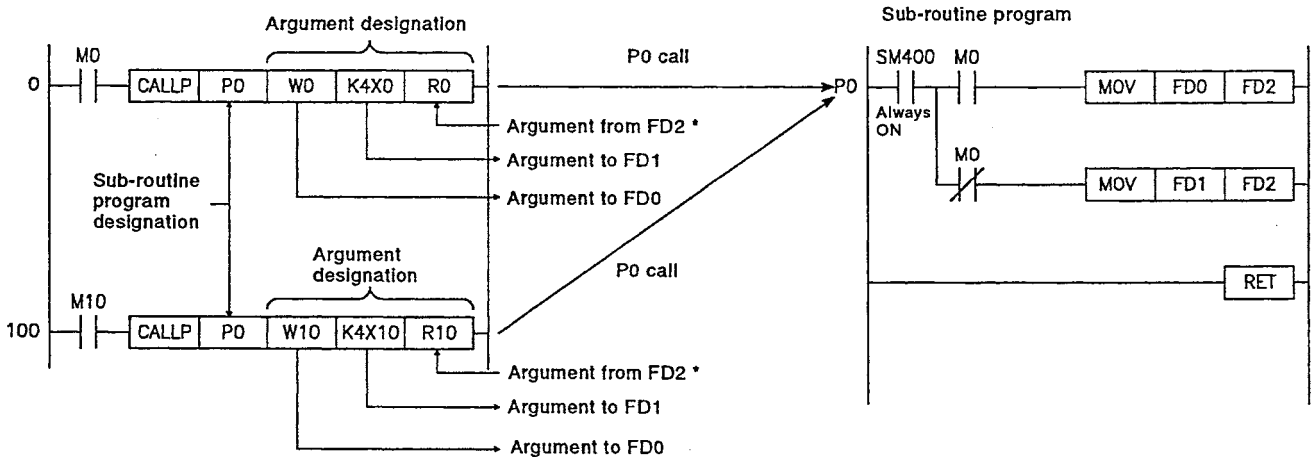 Argument designation
M0
0
CALLP P0 W0 K4X0 R0
Argument from FD2 *
Argument to FD1
Argument to FD0
Sub-routine
program
designation
Argument
designation
M10
100
CALLP P0 W10 K4X10 R10
Argument from FD2 *
Argument to FD1
Argument to FD0
P0 call
P0 call
Sub-routine program
P0
SM400
Always
ON
M0
MOV FD0 FD2
M0
MOV FD1 FD2
RET